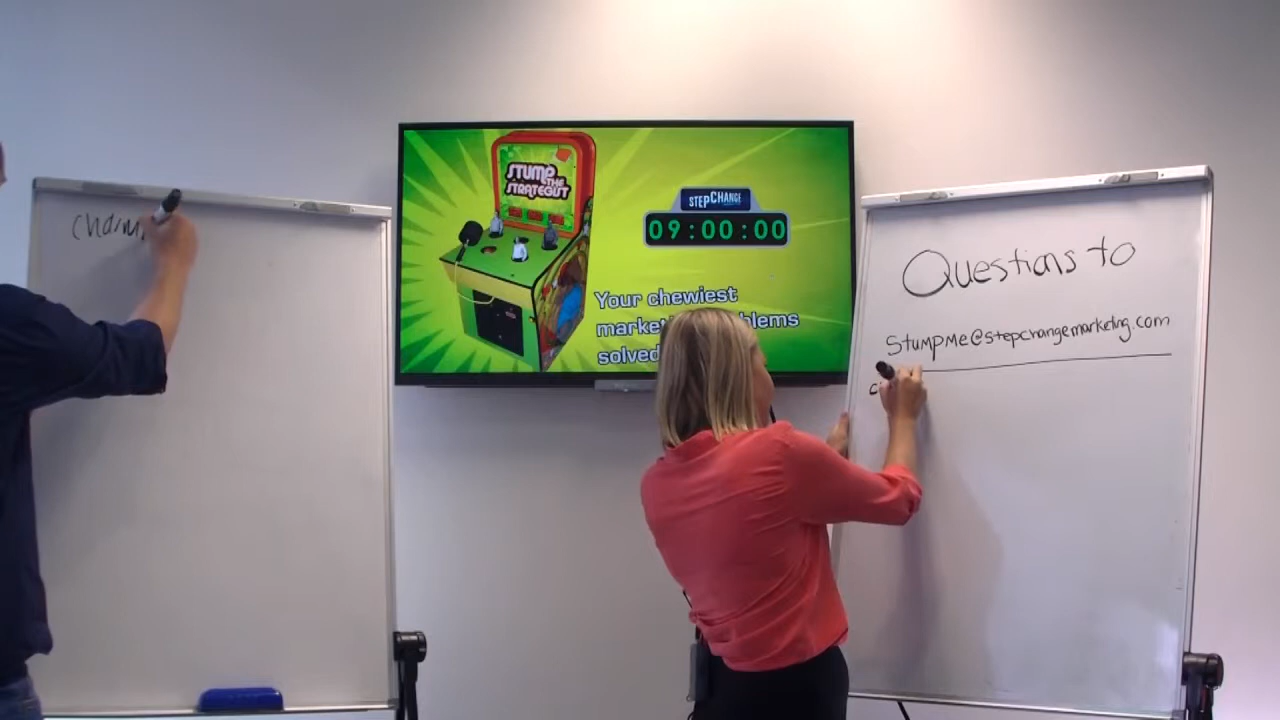 STUMP
THE
STRATEGIST
STEPCHANGE
09:00:00
Your chewiest
solved
Questions to
StumpMe@stepchangemarketing.com